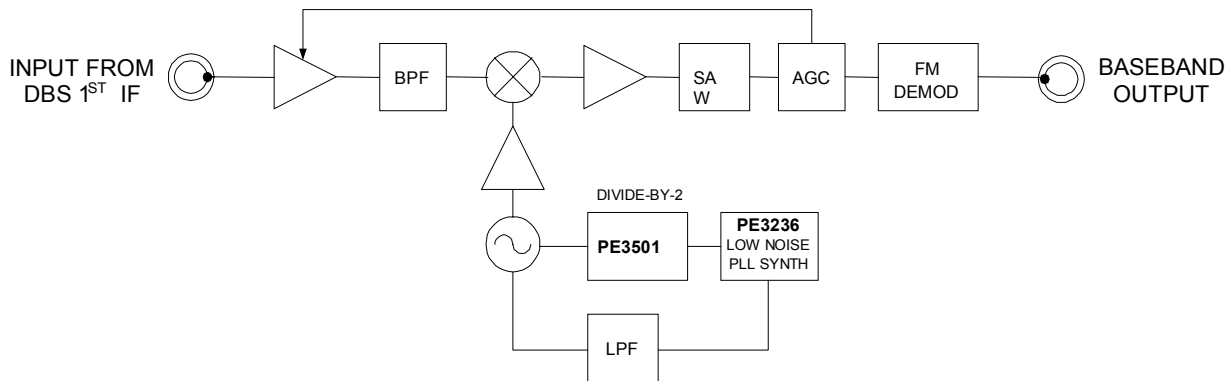 INPUT FROM
DBS 1ST IF
BPF
SA
W
AGC
FM
DEMOD
BASEBAND
OUTPUT
DIVIDE-BY-2
PE3501
PE3236
LOW NOISE
PLL SYNTH
LPF